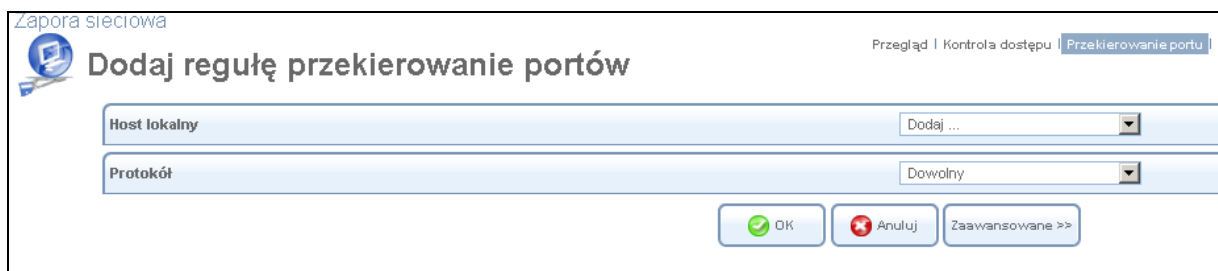 Zapora sieciowa
Przegląd | Kontrola dostępu | Przekierowanie portu |
Dodaj regułę przekierowanie portów
Host lokalny Dodaj ...
Protokół Dowolny
OK Anuluj Zaawansowane >>